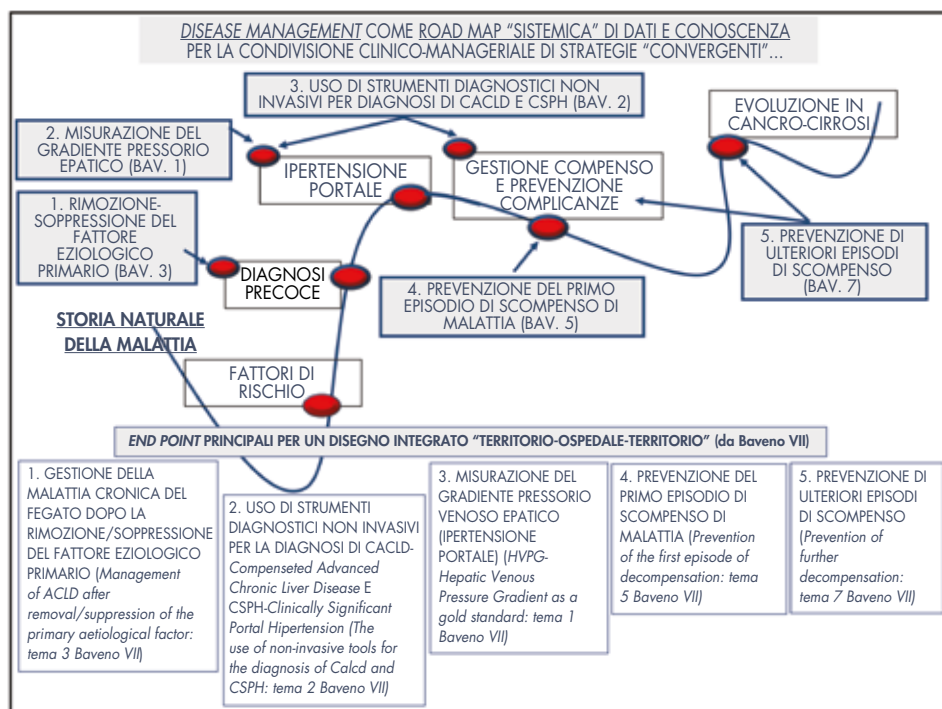 DISEASE MANAGEMENT COME ROAD MAP “SISTEMICA” DI DATI E CONOSCENZA
PER LA CONDIVISIONE CLINICO-MANAGERIALE DI STRATEGIE “CONVERGENTI”...
3. USO DI STRUMENTI DIAGNOSTICI NON
INVASIVI PER DIAGNOSI DI CACLD E CSPH (BAV. 2)
EVOLUZIONE IN
CANCRO-CIRROSI
2. MISURAZIONE DEL
GRADIENTE PRESSORIO
EPATICO (BAV. 1)
IPERTENSIONE
PORTALE
GESTIONE COMPENSO
E PREVENZIONE
COMPLICANZE
1. RIMOZIONE-
SOPPRESSIONE DEL
FATTORE
EZIOLOGICO
PRIMARIO (BAV. 3)
DIAGNOSI
PRECOCE
4. PREVENZIONE DEL PRIMO
EPISODIO DI SCOMPENSO DI
MALATTIA (BAV. 5)
5. PREVENZIONE DI
ULTERIORI EPISODI
DI SCOMPENSO
(BAV. 7)
STORIA NATURALE
DELLA MALATTIA
FATTORI DI
RISCHIO
END POINT PRINCIPALI PER UN DISEGNO INTEGRATO “TERRITORIO-OSPEDALE-TERRITORIO” (da Baveno VII)
1. GESTIONE DELLA
MALATTIA CRONICA DEL
FEGATO DOPO LA
RIMOZIONE/SOPPRESSIONE
DEL FATTORE EZIOLOGICO
PRIMARIO (Management
of ACLD after
removal/suppression of the
primary aetiological factor:
tema 3 Baveno VII)
2. USO DI STRUMENTI
DIAGNOSTICI NON INVASIVI
PER LA DIAGNOSI DI CACLD-
Compenseted Advanced
Chronic Liver Disease E
CSPH-Clinically Significant
Portal Hipertension (The
use of non-invasive tools for
the diagnosis of Calcd and
CSPH: tema 2 Baveno VII)
3. MISURAZIONE DEL
GRADIENTE PRESSORIO
VENOSO EPATICO
(IPERTENSIONE
PORTALE) (HVPG-
Hepatic Venous
Pressure Gradient as a
gold standard: tema 1
Baveno VII)
4. PREVENZIONE DEL
PRIMO EPISODIO DI
SCOMPENSO DI
MALATTIA (Prevention
of the first episode of
decompensation: tema
5 Baveno VII)
5. PREVENZIONE DI
ULTERIORI EPISODI
DI SCOMPENSO
(Prevention of
further
decompensation:
tema 7 Baveno VII)